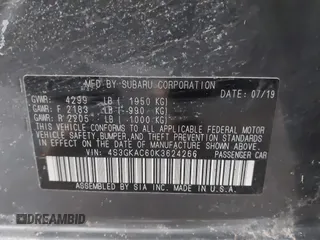 MFD BY SUBARU CORPORATION DATE: 07/19
GVWR: 4299 LB ( 1950 KG)
GAWR: F 2183 LB ( 990 KG)
GAWR: R 2205 LB ( 1000 KG)
THIS VEHICLE CONFORMS TO ALL APPLICABLE FEDERAL MOTOR
VEHICLE SAFETY, BUMPER, AND THEFT PREVENTION STANDARDS
IN EFFECT ON THE DATE OF MANUFACTURE SHOWN ABOVE.
VIN: 4S3GKAC60K3624256 PASSENGER CAR
ASSEMBLED BY SIA INC. MADE IN U.S.A.
DREAMBID